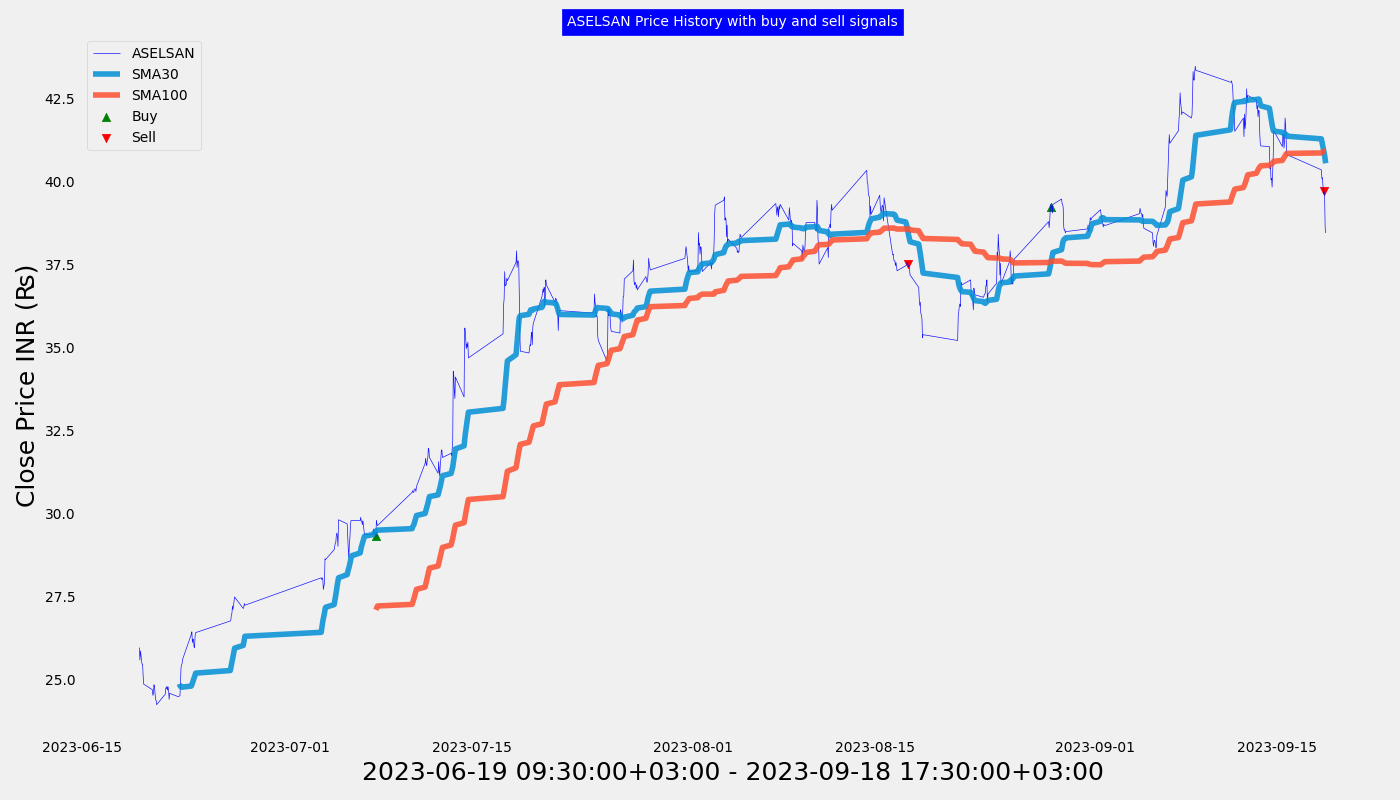 ASELSAN Price History with buy and sell signals
ASELSAN
SMA30
SMA100
Buy
Sell
Close Price INR (₨)
42.5
40.0
37.5
35.0
32.5
30.0
27.5
25.0
2023-06-15
2023-07-01
2023-07-15
2023-08-01
2023-08-15
2023-09-01
2023-09-15
2023-06-19 09:30:00+03:00 - 2023-09-18 17:30:00+03:00